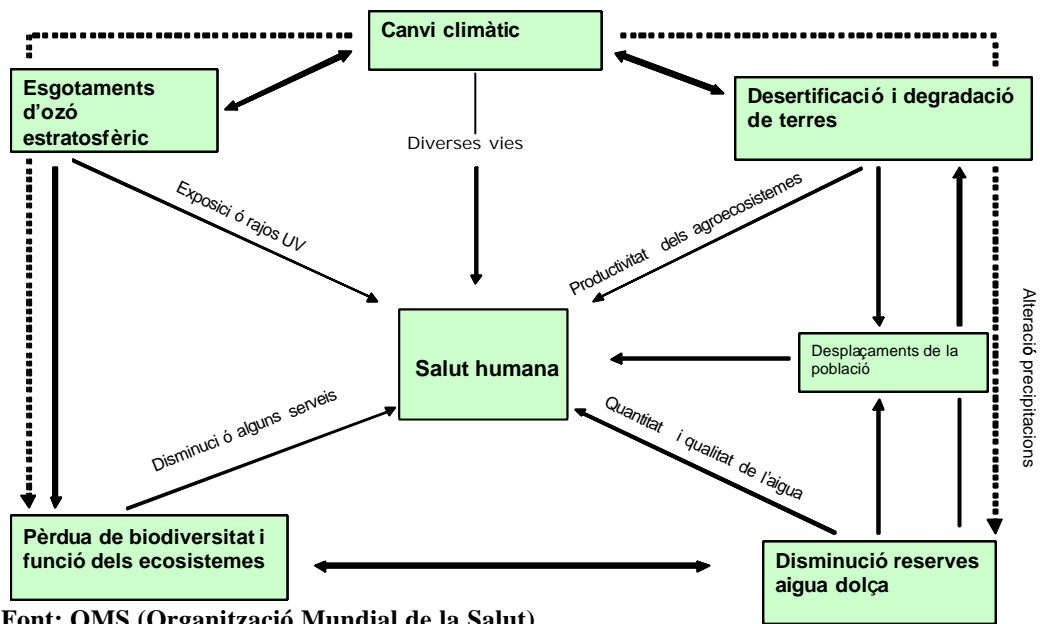 Canvi climàtic
Esgotaments
d'ozó
estratosfèric
Desertificació i degradació
de terres
Diverses vies
Exposici ó rajos UV
Productivitat dels agroecosistemes
Alteració precipitacions
Salut humana
Desplaçaments de la
població
Disminuci ó alguns serveis
Quantitat i qualitat de l'aigua
Pèrdua de biodiversitat i
funció dels ecosistemes
Disminució reserves
aigua dolça
Font: OMS (Organització Mundial de la Salut)